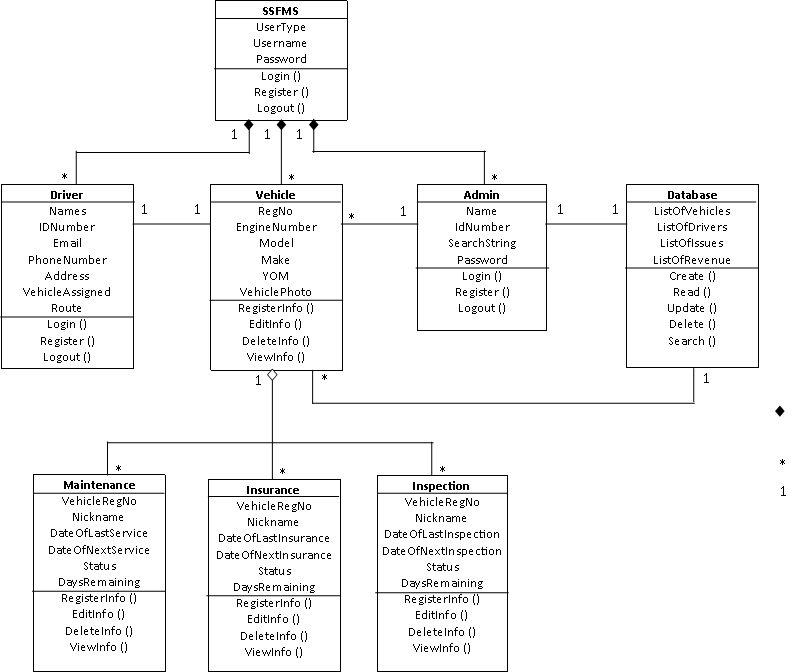 SSFMS
UserType
Username
Password
Login ()
Register ()
Logout ()
1
1
1
*
*
*
Driver
Names
IDNumber
Email
PhoneNumber
Address
VehicleAssigned
Route
Login ()
Register ()
Logout ()
1
1
Vehicle
RegNo
EngineNumber
Model
Make
YOM
VehiclePhoto
RegisterInfo ()
EditInfo ()
DeleteInfo ()
ViewInfo ()
*
1
Admin
Name
IdNumber
SearchString
Password
Login ()
Register ()
Logout ()
1
1
Database
ListOfVehicles
ListOfDrivers
ListOfIssues
ListOfRevenue
Create ()
Read ()
Update ()
Delete ()
Search ()
1
*
1
*
*
*
Maintenance
VehicleRegNo
Nickname
DateOfLastService
DateOfNextService
Status
DaysRemaining
RegisterInfo ()
EditInfo ()
DeleteInfo ()
ViewInfo ()
Insurance
VehicleRegNo
Nickname
DateOfLastInsurance
DateOfNextInsurance
Status
DaysRemaining
RegisterInfo ()
EditInfo ()
DeleteInfo ()
ViewInfo ()
Inspection
VehicleRegNo
Nickname
DateOfLastInspection
DateOfNextInspection
Status
DaysRemaining
RegisterInfo ()
EditInfo ()
DeleteInfo ()
ViewInfo ()
*
1